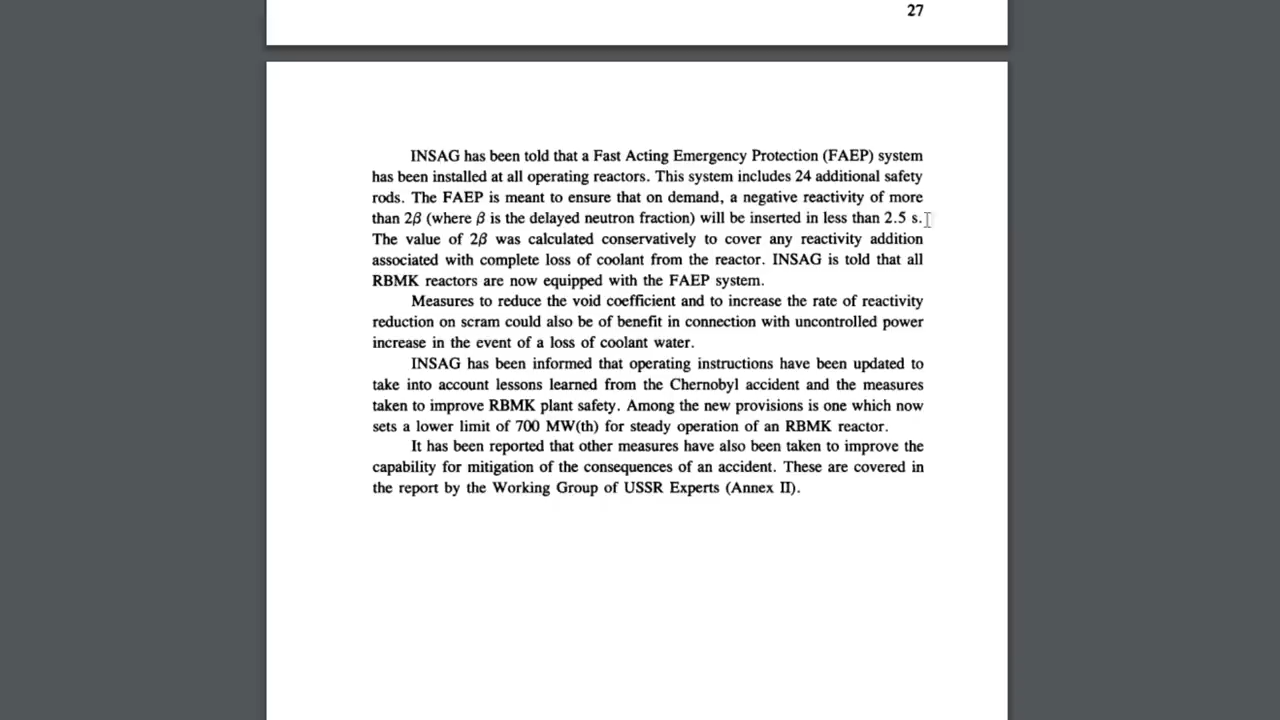 27
INSAG has been told that a Fast Acting Emergency Protection (FAEP) system
has been installed at all operating reactors. This system includes 24 additional safety
rods. The FAEP is meant to ensure that on demand, a negative reactivity of more
than 2β (where β is the delayed neutron fraction) will be inserted in less than 2.5 s.
The value of 2β was calculated conservatively to cover any reactivity addition
associated with complete loss of coolant from the reactor. INSAG is told that all
RBMK reactors are now equipped with the FAEP system.
Measures to reduce the void coefficient and to increase the rate of reactivity
reduction on scram could also be of benefit in connection with uncontrolled power
increase in the event of a loss of coolant water.
INSAG has been informed that operating instructions have been updated to
take into account lessons learned from the Chernobyl accident and the measures
taken to improve RBMK plant safety. Among the new provisions is one which now
sets a lower limit of 700 MW(th) for steady operation of an RBMK reactor.
It has been reported that other measures have also been taken to improve the
capability for mitigation of the consequences of an accident. These are covered in
the report by the Working Group of USSR Experts (Annex II).